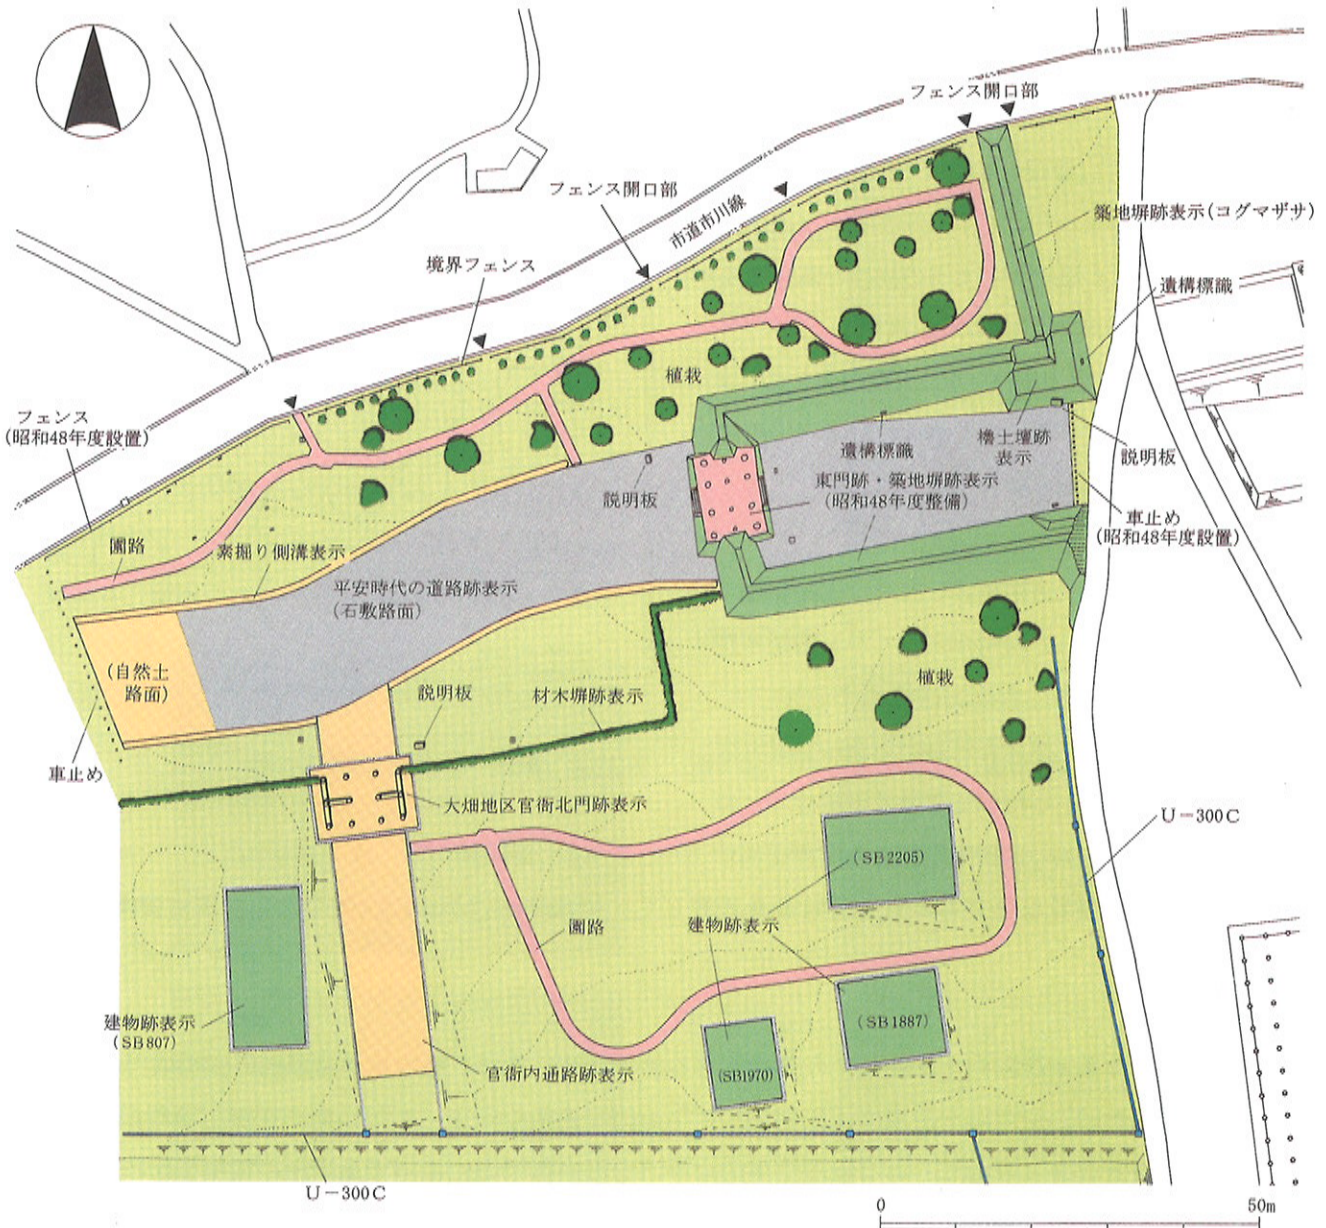 フェンス開口部
フェンス開口部
市道市川線
築地塀跡表示(コグマザサ)
境界フェンス
遺構標識
植栽
フェンス
(昭和48年度設置)
遺構標識
櫓土壇跡
表示
説明板
説明板
東門跡・築地塀跡表示
(昭和48年度整備)
車止め
(昭和48年度設置)
園路
素掘り側溝表示
平安時代の道路跡表示
(石敷路面)
(自然土
路面)
説明板
材木塀跡表示
植栽
車止め
大畑地区官衙北門跡表示
U-300C
(SB2205)
園路
建物跡表示
建物跡表示
(SB807)
(SB1887)
官衙内通路跡表示
(SB1970)
U-300C
0
50m